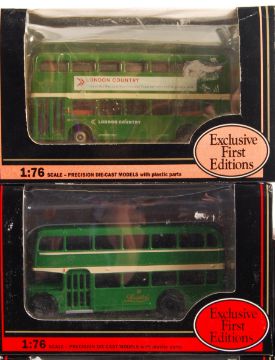 LONDON COUNTRY
LONDON COUNTRY
Exclusive
First
Editions
1:76 SCALE – PRECISION DIE-CAST MODELS with plastic parts
Exclusive
First
Editions
1:76 SCALE – PRECISION DIE-CAST MODELS with plastic parts